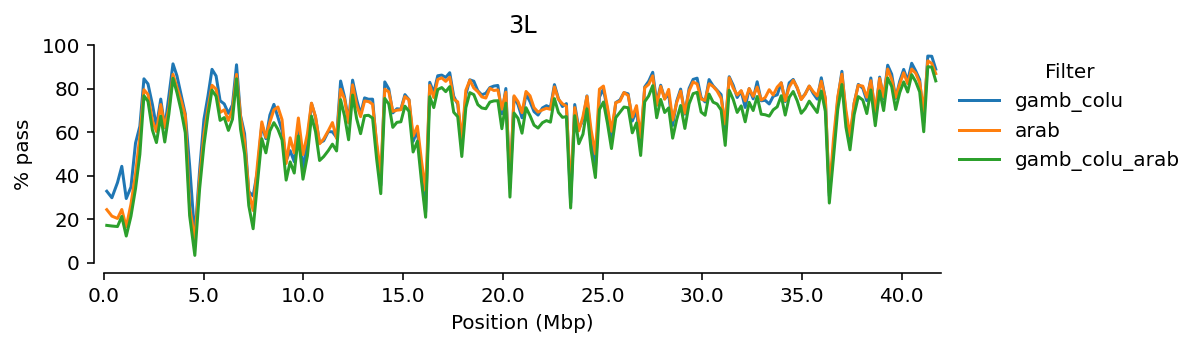 3L
% pass
100
80
60
40
20
0
0.0 5.0 10.0 15.0 20.0 25.0 30.0 35.0 40.0
Position (Mbp)
Filter
gamb_colu
arab
gamb_colu_arab